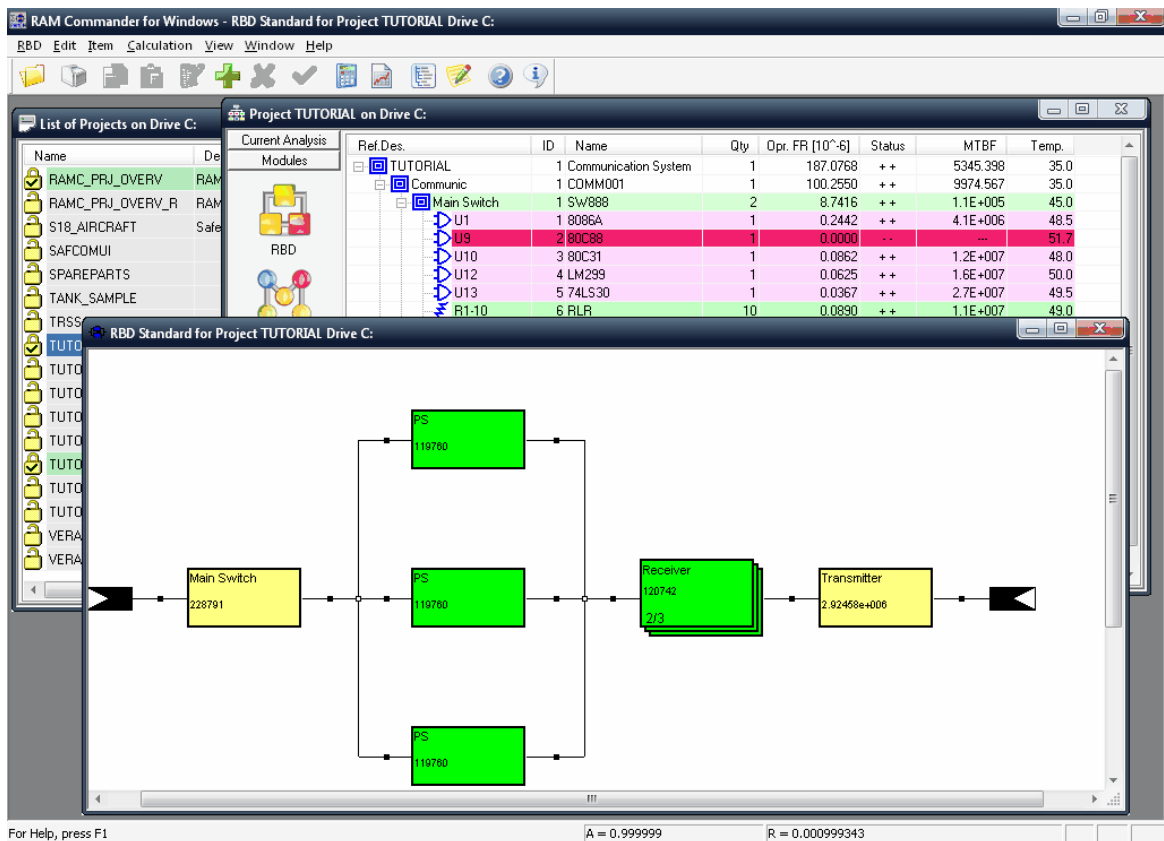 RAM Commander for Windows - RBD Standard for Project TUTORIAL Drive C:
RBD Edit Item Calculation View Window Help
List of Projects on Drive C:
Name De
RAMC_PRJ_OVERV RAM
RAMC_PRJ_OVERV_R RAM
S18_AIRCRAFT Safe
SAFCOMUI
SPAREPARTS
TANK_SAMPLE
TRSS
TUTO
TUTO
TUTO
TUTO
TUTO
TUTO
TUTO
TUTO
VERA
VERA
Project TUTORIAL on Drive C:
Current Analysis
Modules
RBD
Ref.Des. ID Name Qty Opr. FR [10^-6] Status MTBF Temp.
TUTORIAL 1 Communication System 1 187.0768 + + 5345.398 35.0
Communic 1 COMM001 1 100.2550 + + 9974.567 35.0
Main Switch 1 SW888 2 8.7416 + + 1.1E+005 45.0
U1 1 8086A 1 0.2442 + + 4.1E+006 48.5
U9 2 80C88 1 0.0000 - - --- 51.7
U10 3 80C31 1 0.0862 + + 1.2E+007 48.0
U12 4 LM299 1 0.0625 + + 1.6E+007 50.0
U13 5 74LS30 1 0.0367 + + 2.7E+007 49.5
R1-10 6 RLR 10 0.0890 + + 1.1E+007 49.0
RBD Standard for Project TUTORIAL Drive C:
PS
119760
Main Switch
228791
PS
119760
Receiver
120742
2/3
Transmitter
2.92458e+006
PS
119760
For Help, press F1
A = 0.999999
R = 0.000999343